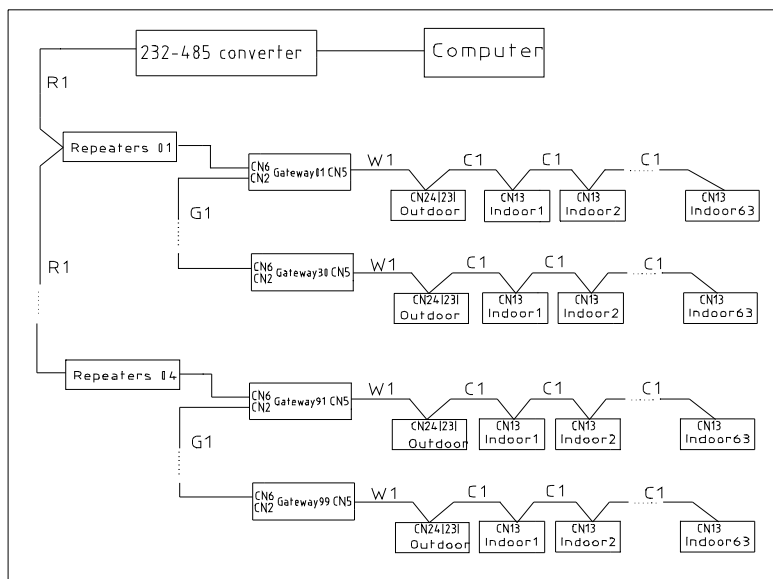 232-485 converter
Computer
R1
Repeaters 01
CN6
CN2
Gateway01
CN5
W1
C1
C1
C1
CN24|23|
Outdoor
CN13
Indoor1
CN13
Indoor2
CN13
Indoor63
G1
R1
CN6
CN2
Gateway30
CN5
W1
C1
C1
C1
CN24|23|
Outdoor
CN13
Indoor1
CN13
Indoor2
CN13
Indoor63
Repeaters 04
CN6
CN2
Gateway91
CN5
W1
C1
C1
C1
CN24|23|
Outdoor
CN13
Indoor1
CN13
Indoor2
CN13
Indoor63
G1
CN6
CN2
Gateway99
CN5
W1
C1
C1
C1
CN24|23|
Outdoor
CN13
Indoor1
CN13
Indoor2
CN13
Indoor63